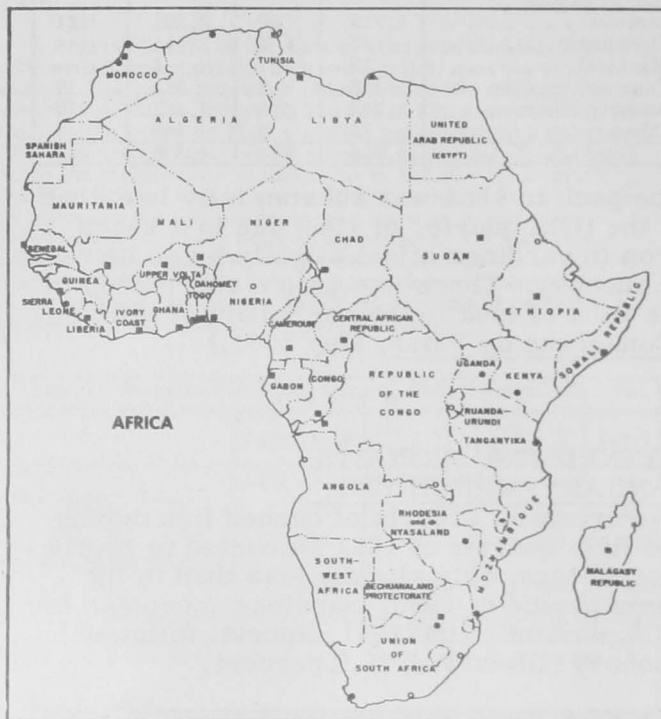 MOROCCO
TUNISIA
ALGERIA
LIBYA
UNITED
ARAB REPUBLIC
(EGYPT)
SPANISH
SAHARA
MAURITANIA
MALI
NIGER
CHAD
SUDAN
SENEGAL
GUINEA
UPPER VOLTA
DAHOMEY
TOGO
NIGERIA
SIERRA
LEONE
LIBERIA
IVORY
COAST
GHANA
CAMEROUNE
CENTRAL AFRICAN
REPUBLIC
ETHIOPIA
SOMALI REPUBLIC
UGANDA
KENYA
GABON
CONGO
REPUBLIC
OF THE
CONGO
RUANDA-
URUNDI
TANGANYIKA
AFRICA
ANGOLA
RHODESIA
and
NYASALAND
MOZAMBIQUE
MALAGASY
REPUBLIC
SOUTH-
WEST
AFRICA
BECHUANALAND
PROTECTORATE
UNION OF
SOUTH AFRICA